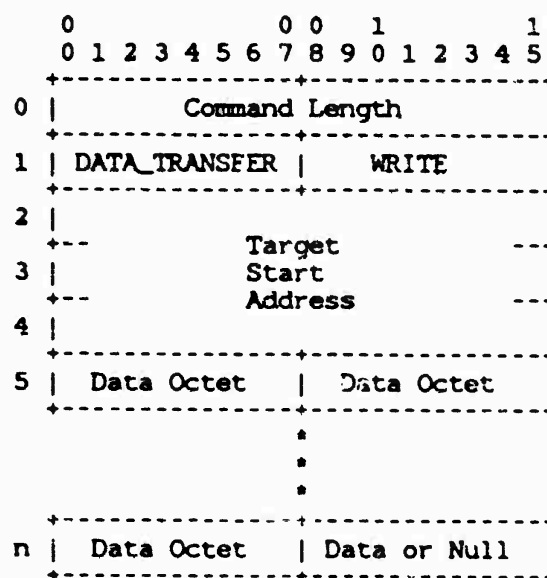 0 0 0 1 1
0 1 2 3 4 5 6 7 8 9 0 1 2 3 4 5
0 | Command Length
1 | DATA_TRANSFER | WRITE
2 |
Target
3 | Start
Address
4 |
5 | Data Octet | Data Octet
*
*
*
n | Data Octet | Data or Null